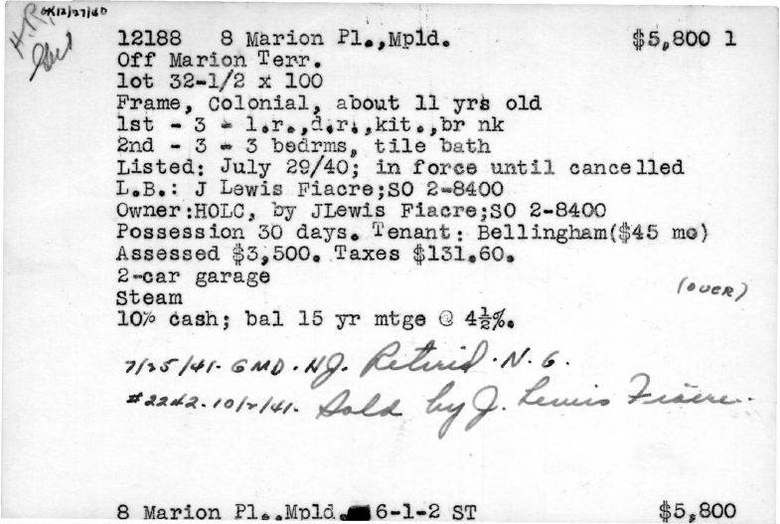 OK12/27/40
12188 8 Marion Pl.,Mpld. $5,800 1
Off Marion Terr.
lot 32-1/2 x 100
Frame, Colonial, about 11 yrs old
1st - 3 - l.r.,d.r.,kit.,br nk
2nd - 3 - 3 bedrms, tile bath
Listed: July 29/40; in force until cancelled
L.B.: J Lewis Fiacre;SO 2-8400
Owner:HOLC, by JLewis Fiacre;SO 2-8400
Possession 30 days. Tenant: Bellingham($45 mo)
Assessed $3,500. Taxes $131.60.
2-car garage
(OVER)
Steam
10% cash; bal 15 yr mtge @ 4½%.
7/25/41. GMD. NJ. Retired. N.G.
#2242. 10/2/41. Sold by J. Lewis Fiacre.
8 Marion Pl.,Mpld. 6-1-2 ST $5,800